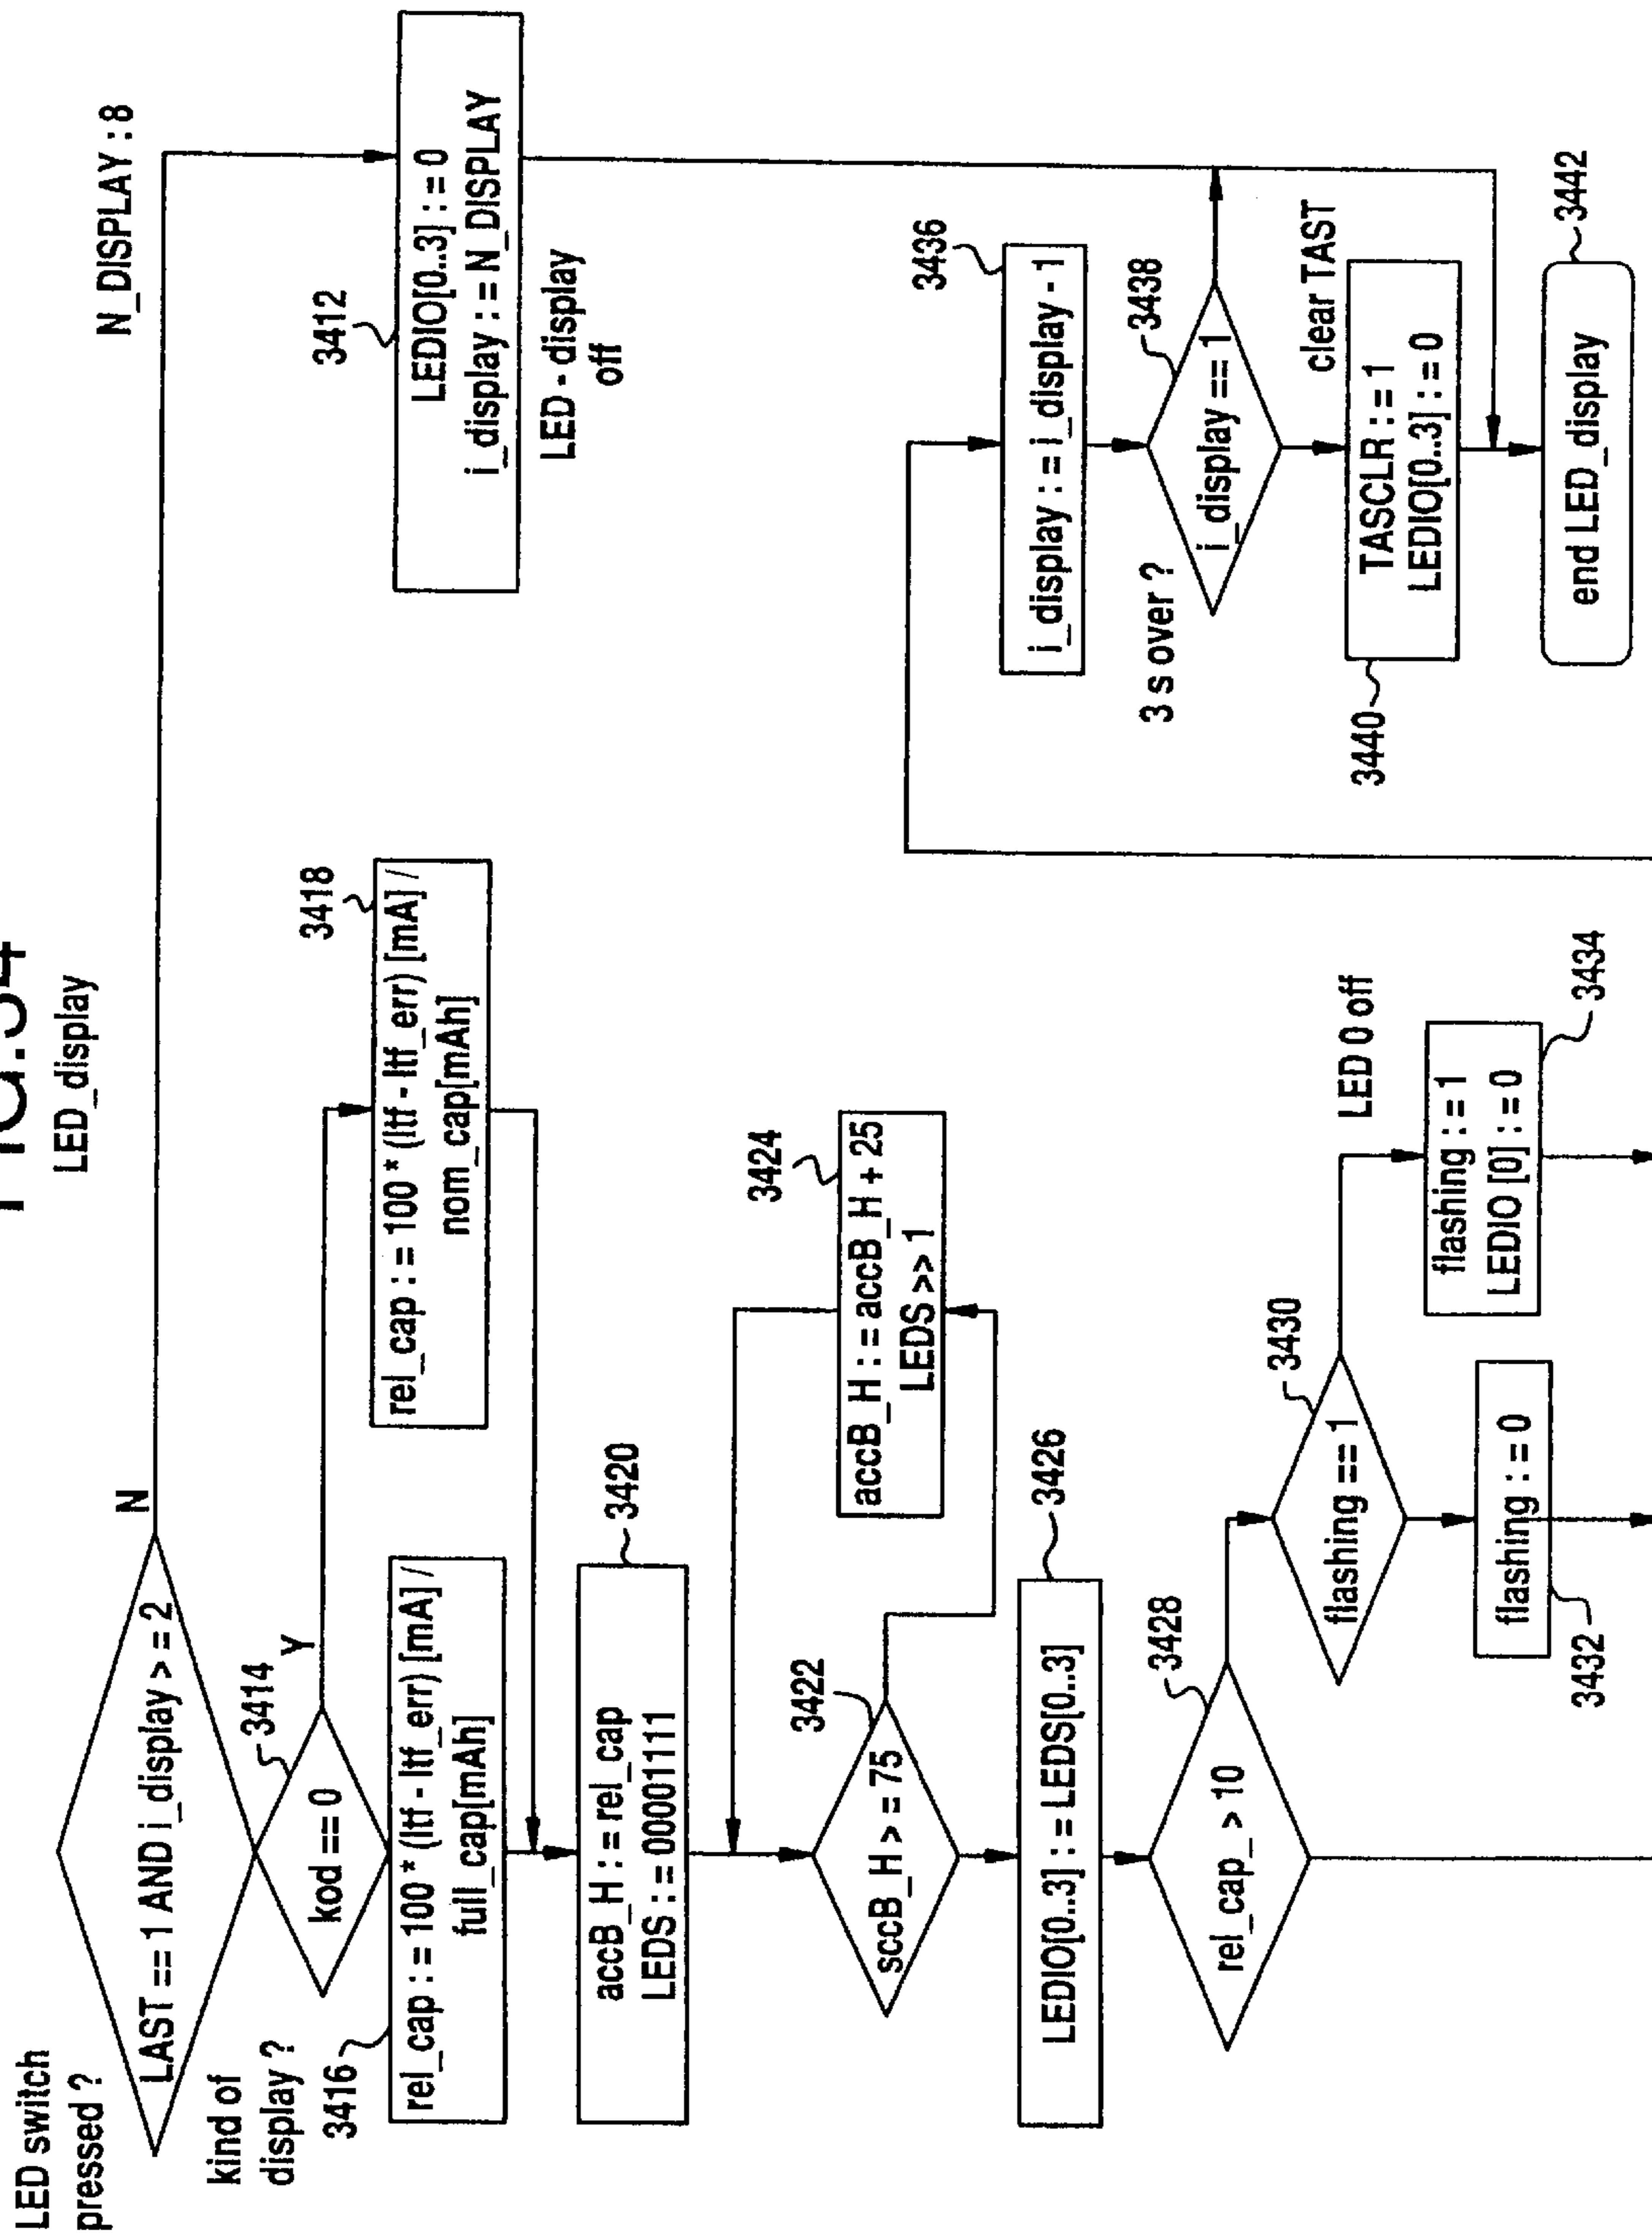 FIG.34
LED_display
LED switch
pressed ?
LAST == 1 AND i_display > = 2
N
N_DISPLAY : 8
3412
LEDIO[0..3] : = 0
i_display : = N_DISPLAY
LED - display
off
kind of
display ?
3414
kod == 0
Y
3416
rel_cap : = 100 * (ltf - ltf_err) [mA] /
full_cap[mAh]
3418
rel_cap : = 100 * (ltf - ltf_err) [mA] /
nom_cap[mAh]
3420
accB_H : = rel_cap
LEDS : = 00001111
3422
sccB_H > = 75
3424
accB_H : = accB_H + 25
LEDS >> 1
3426
LEDIO[0..3] : = LEDS[0..3]
3428
rel_cap_ > 10
3430
flashing == 1
3432
flashing : = 0
LED 0 off
flashing : = 1
LEDIO [0] : = 0
3434
3436
i_display : = i_display - 1
3 s over ?
3438
i_display == 1
clear TAST
3440
TASCLR : = 1
LEDIO[0..3] : = 0
3442
end LED_display